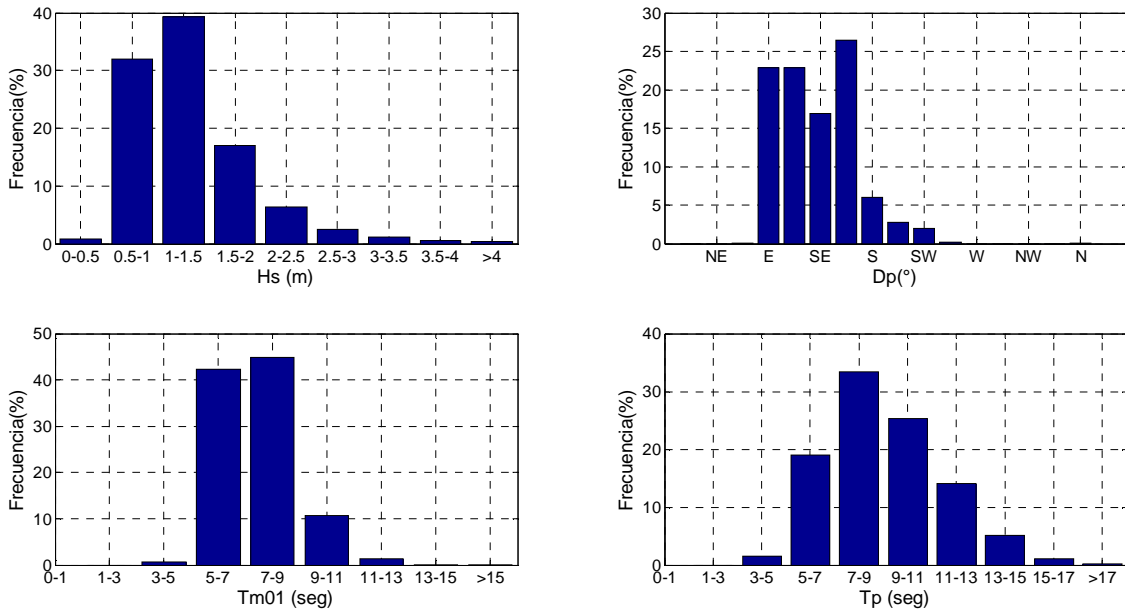 Frecuencia(%)
40
30
20
10
0
0-0.5 0.5-1 1-1.5 1.5-2 2-2.5 2.5-3 3-3.5 3.5-4 >4
Hs (m)
Frecuencia(%)
30
25
20
15
10
5
0
NE E SE S SW W NW N
Dp(°)
Frecuencia(%)
50
40
30
20
10
0
0-1 1-3 3-5 5-7 7-9 9-11 11-13 13-15 >15
Tm01 (seg)
Frecuencia(%)
40
30
20
10
0
0-1 1-3 3-5 5-7 7-9 9-11 11-13 13-15 15-17 >17
Tp (seg)